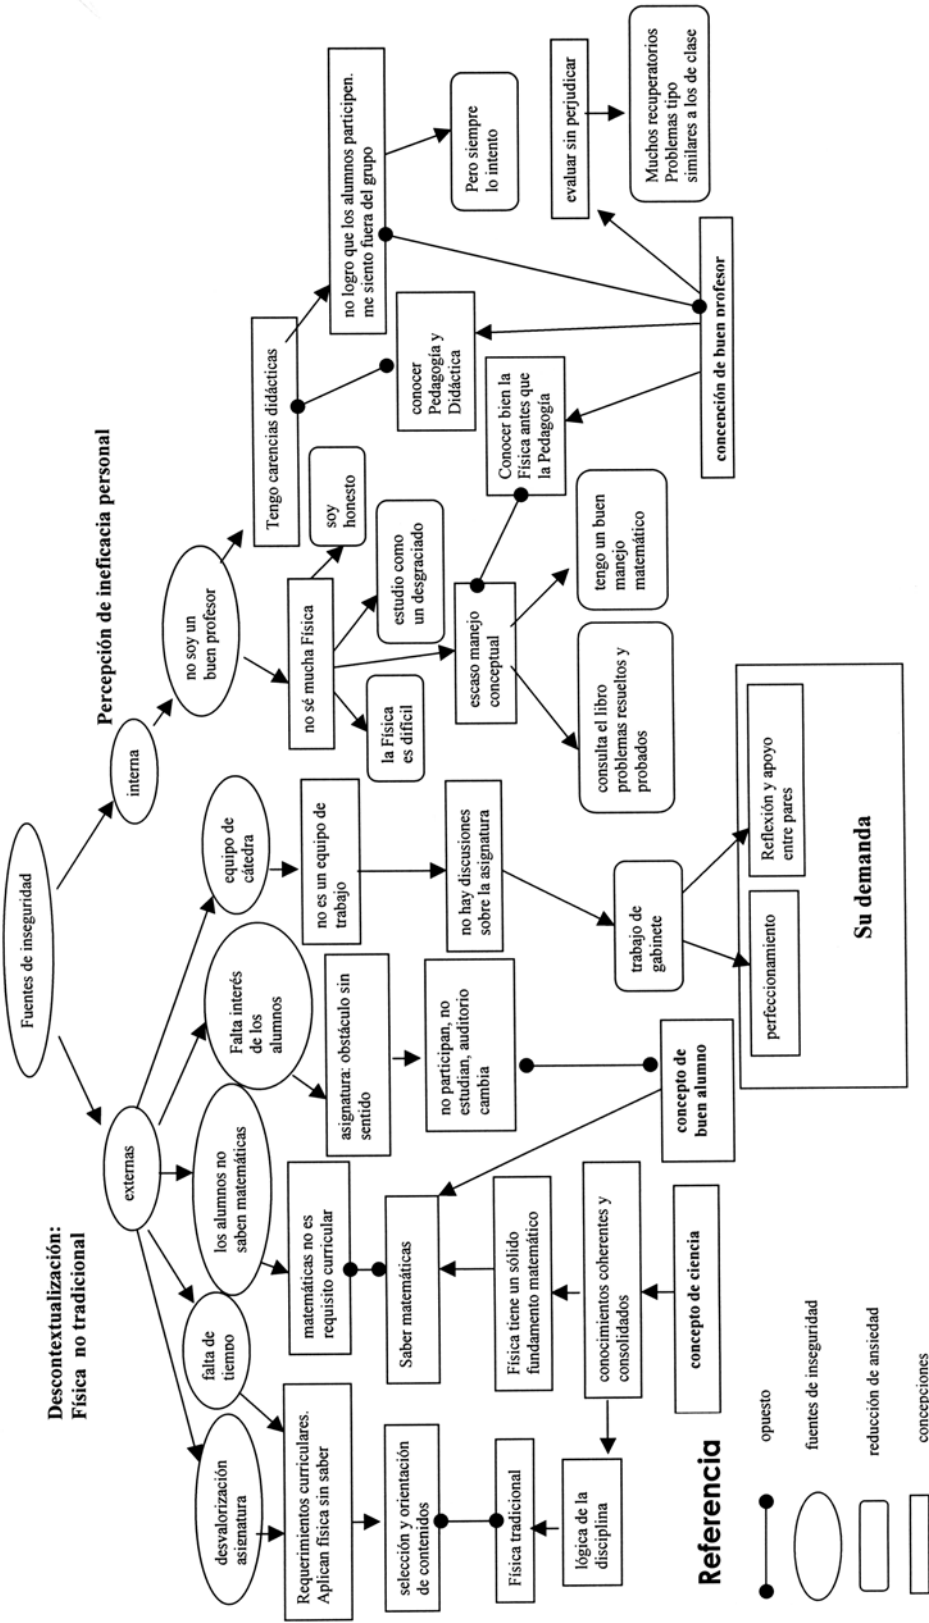 Fuentes de inseguridad
Descontextualización:
Física no tradicional
Percepción de ineficacia personal
externas
interna
desvalorización
asignatura
falta de
tiempo
los alumnos no
saben matemáticas
Falta interés
de los
alumnos
equipo de
cátedra
no soy un
buen profesor
Requerimientos curriculares.
Aplican física sin saber
matemáticas no es
requisito curricular
asignatura: obstáculo sin
sentido
no es un equipo de
trabajo
no sé mucha Física
Tengo carencias didácticas
no logro que los alumnos participen.
me siento fuera del grupo
selección y orientación
de contenidos
Saber matemáticas
no participan, no
estudian, auditorio
cambia
no hay discusiones
sobre la asignatura
la Física
es difícil
estudio como
un desgraciado
soy
honesto
conocer
Pedagogía y
Didáctica
Pero siempre
lo intento
Física tradicional
Física tiene un sólido
fundamento matemático
escaso manejo
conceptual
Conocer bien la
Física antes que
la Pedagogía
evaluar sin perjudicar
lógica de la
disciplina
conocimientos coherentes y
consolidados
concepto de
buen alumno
trabajo de
gabinete
consulta el libro
problemas resueltos y
probados
tengo un buen
manejo
matemático
Muchos recuperatorios
Problemas tipo
similares a los de clase
concepto de ciencia
concención de buen profesor
perfeccionamiento
Reflexión y apoyo
entre pares
Su demanda
Referencia
opuesto
fuentes de inseguridad
reducción de ansiedad
concepciones